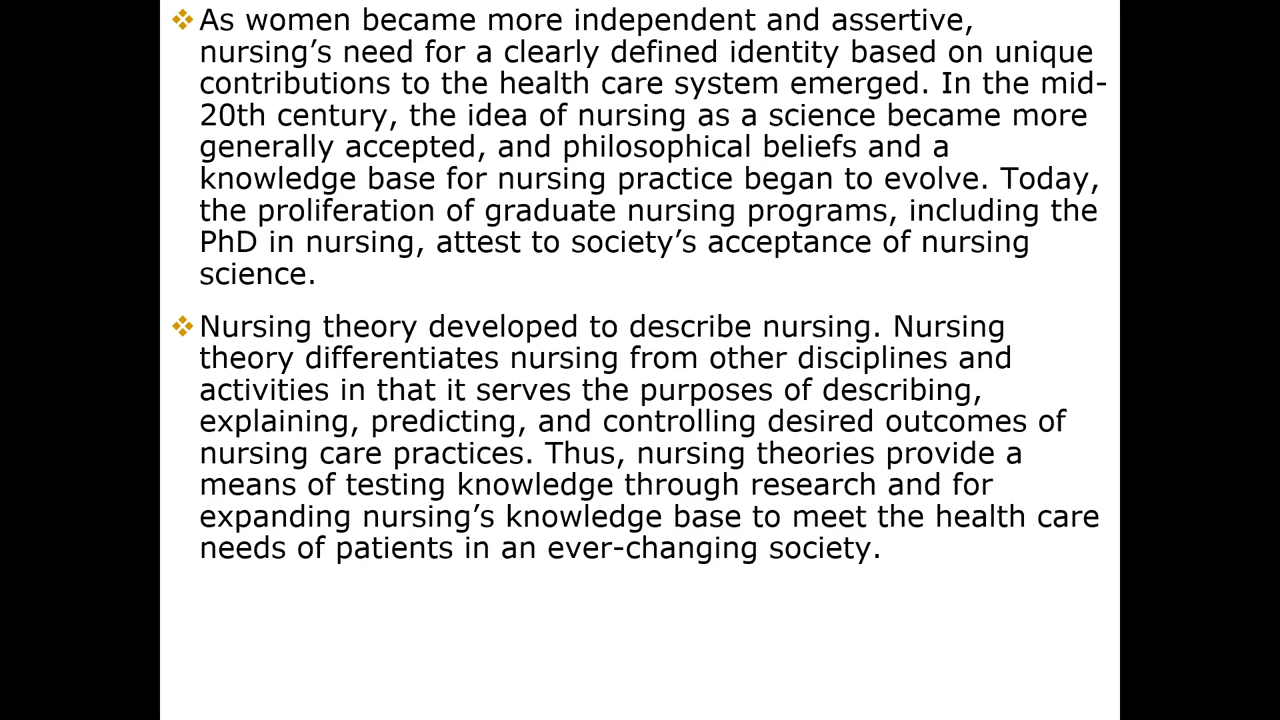 ❖ As women became more independent and assertive,
nursing’s need for a clearly defined identity based on unique
contributions to the health care system emerged. In the mid-
20th century, the idea of nursing as a science became more
generally accepted, and philosophical beliefs and a
knowledge base for nursing practice began to evolve. Today,
the proliferation of graduate nursing programs, including the
PhD in nursing, attest to society’s acceptance of nursing
science.
❖ Nursing theory developed to describe nursing. Nursing
theory differentiates nursing from other disciplines and
activities in that it serves the purposes of describing,
explaining, predicting, and controlling desired outcomes of
nursing care practices. Thus, nursing theories provide a
means of testing knowledge through research and for
expanding nursing’s knowledge base to meet the health care
needs of patients in an ever-changing society.